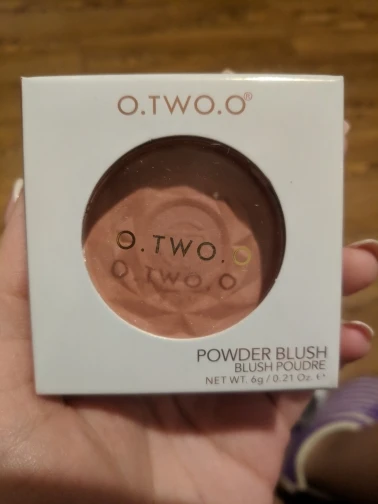 O.TWO.O®
O.TWO.O
O.TWO.O
POWDER BLUSH
BLUSH POUDRE
NET WT. 6g / 0.21 Oz. ℮